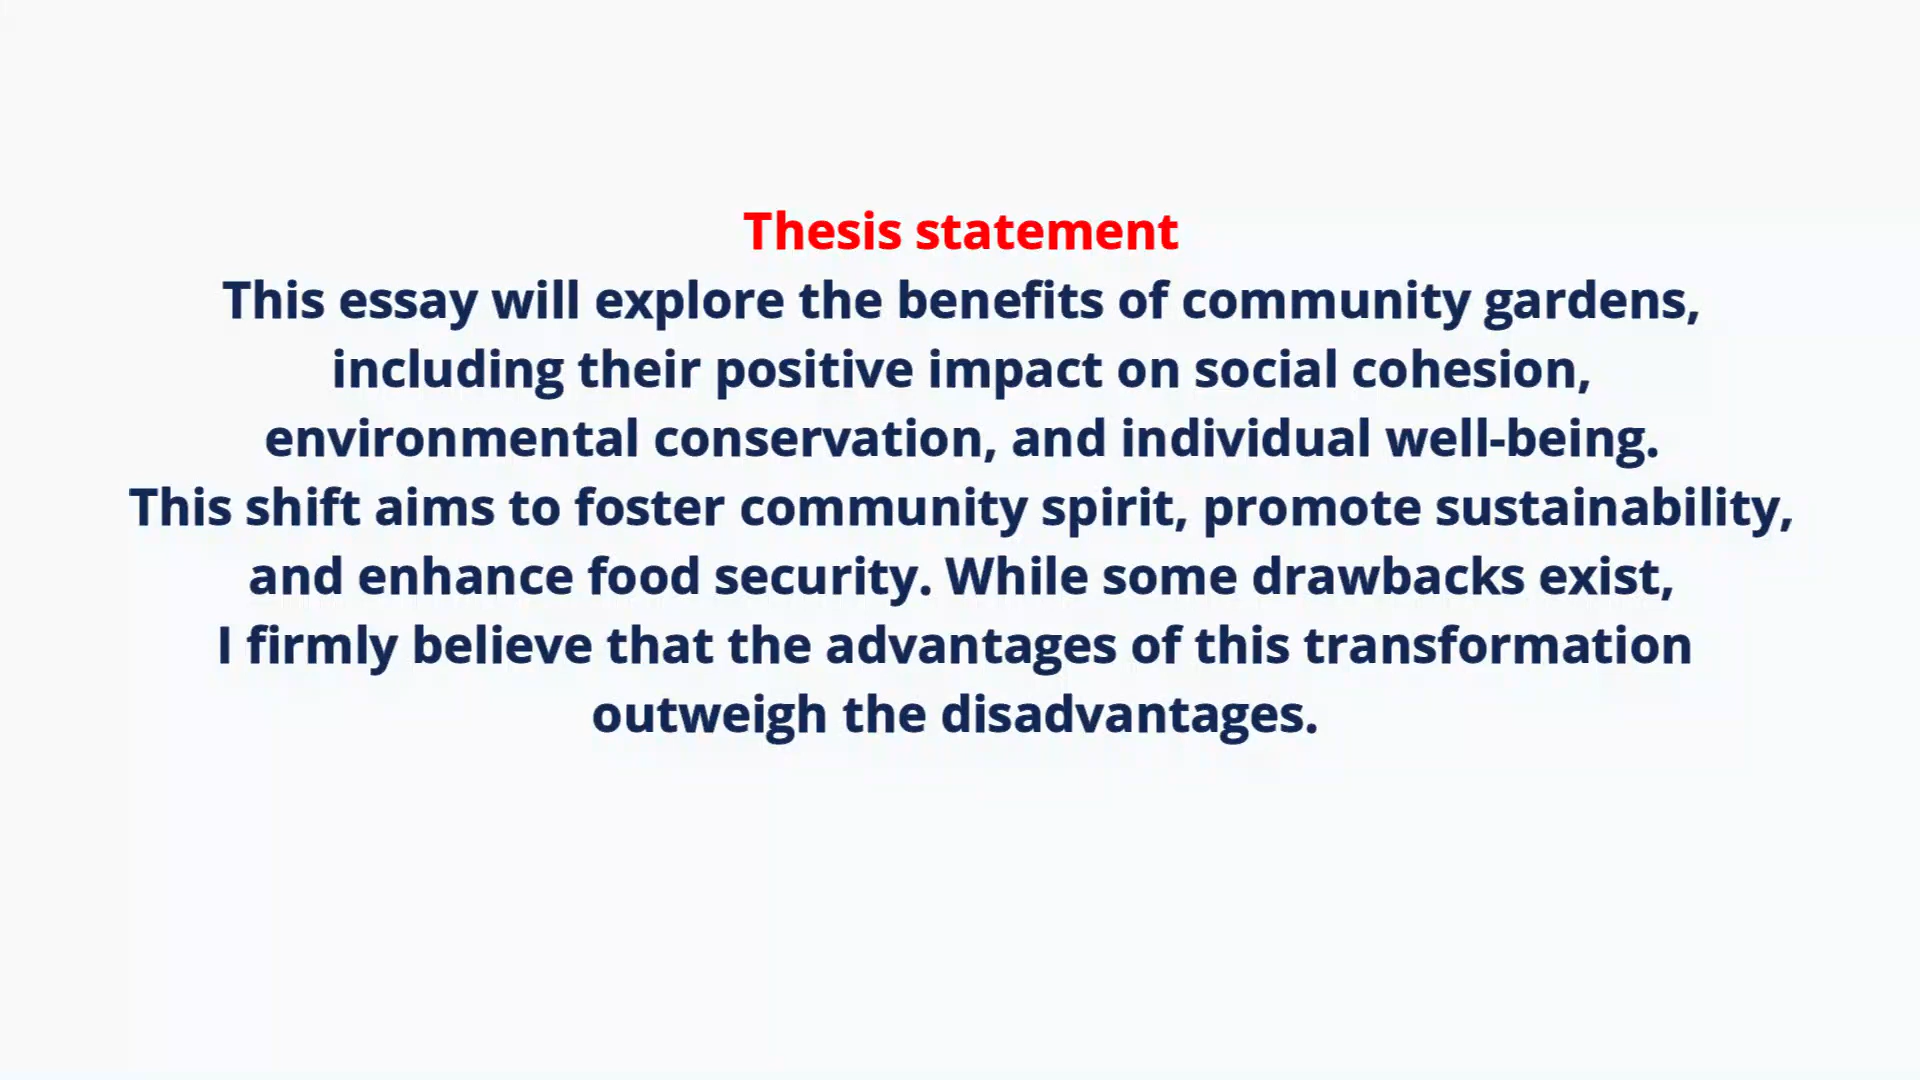 Thesis statement
This essay will explore the benefits of community gardens,
including their positive impact on social cohesion,
environmental conservation, and individual well-being.
This shift aims to foster community spirit, promote sustainability,
and enhance food security. While some drawbacks exist,
I firmly believe that the advantages of this transformation
outweigh the disadvantages.